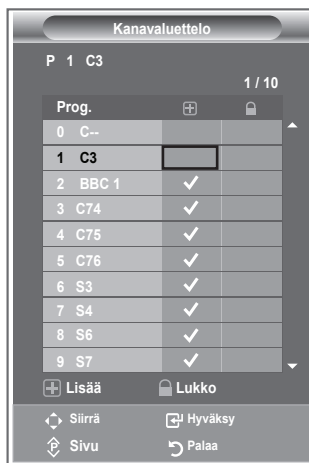 Kanavaluettelo
P 1 C3
1 / 10
Prog.
0 C--
1 C3
2 BBC 1
3 C74
4 C75
5 C76
6 S3
7 S4
8 S6
9 S7
Lisää Lukko
Siirrä Hyväksy
Sivu Palaa